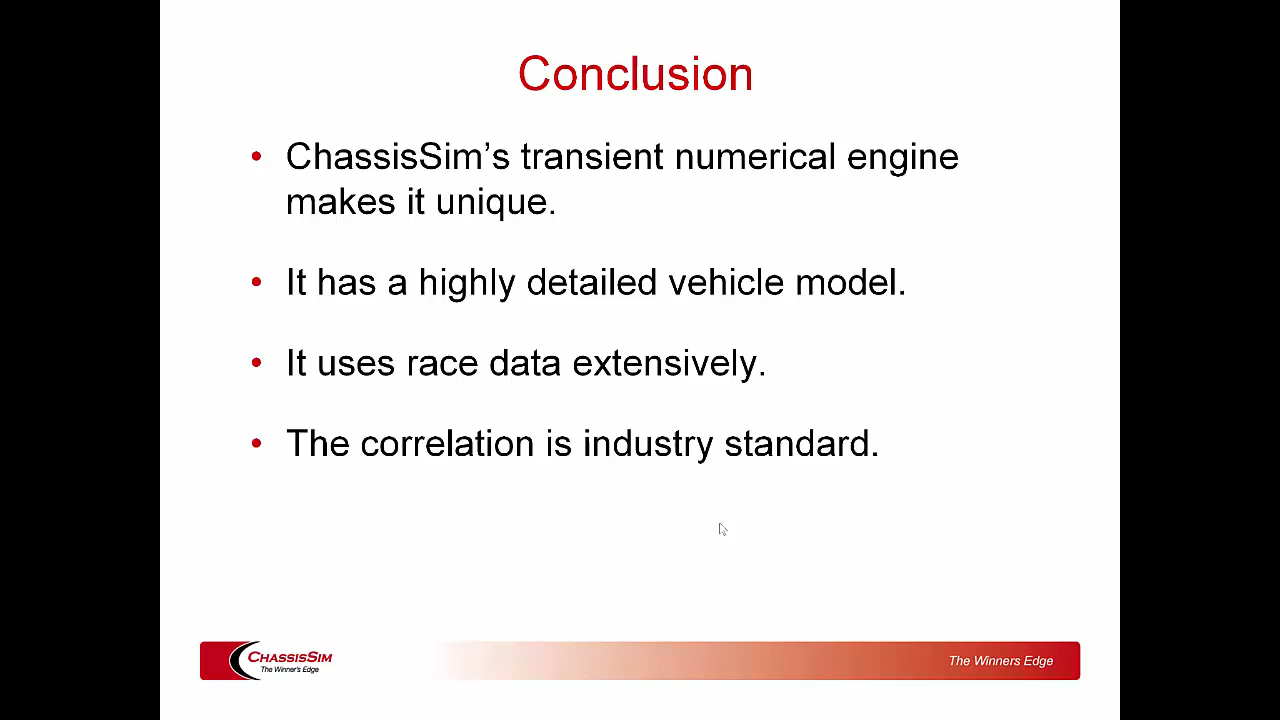 Conclusion
• ChassisSim’s transient numerical engine
makes it unique.
• It has a highly detailed vehicle model.
• It uses race data extensively.
• The correlation is industry standard.
CHASSISSIM
The Winner's Edge
The Winners Edge